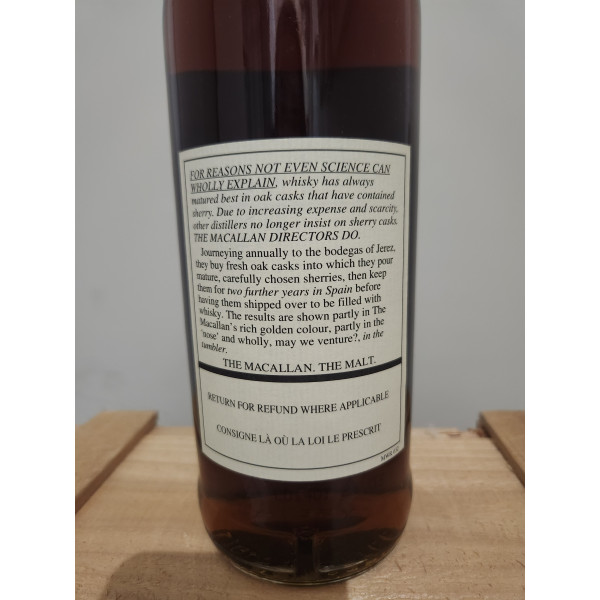 FOR REASONS NOT EVEN SCIENCE CAN
WHOLLY EXPLAIN, whisky has always
matured best in oak casks that have contained
sherry. Due to increasing expense and scarcity,
other distillers no longer insist on sherry casks.
THE MACALLAN DIRECTORS DO.
Journeying annually to the bodegas of Jerez,
they buy fresh oak casks into which they pour
mature, carefully chosen sherries, then keep
them for two further years in Spain before
having them shipped over to be filled with
whisky. The results are shown partly in The
Macallan's rich golden colour, partly in the
'nose' and wholly, may we venture?, in the
tumbler.
THE MACALLAN. THE MALT.
RETURN FOR REFUND WHERE APPLICABLE
CONSIGNE LÀ OÙ LA LOI LE PRESCRIT